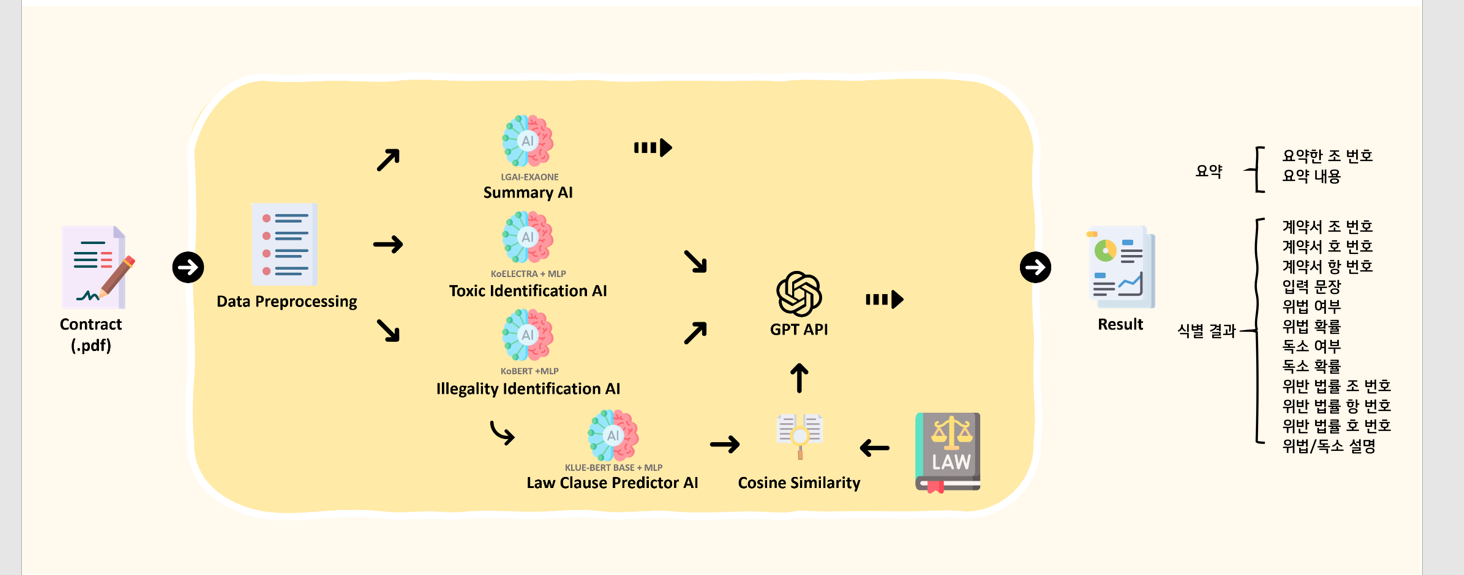 Contract
(.pdf)
Data Preprocessing
AI
LGAI-EXAONE
Summary AI
AI
KoELECTRA + MLP
Toxic Identification AI
AI
KoBERT +MLP
Illegality Identification AI
AI
KLUE-BERT BASE + MLP
Law Clause Predictor AI
GPT API
Cosine Similarity
LAW
Result
요약
요약한 조 번호
요약 내용
식별 결과
계약서 조 번호
계약서 호 번호
계약서 항 번호
입력 문장
위법 여부
위법 확률
독소 여부
독소 확률
위반 법률 조 번호
위반 법률 항 번호
위반 법률 호 번호
위법/독소 설명